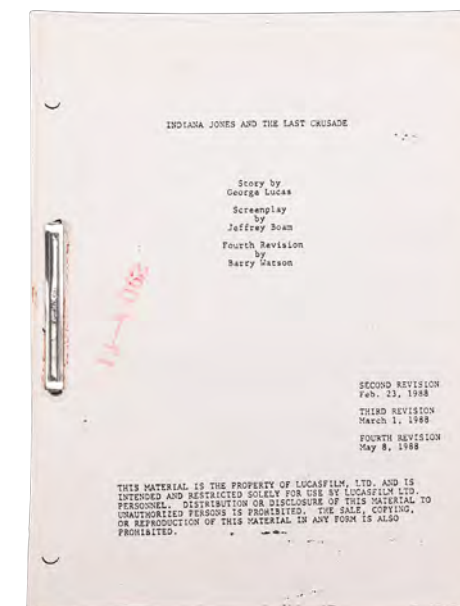 INDIANA JONES AND THE LAST CRUSADE
Story by
George Lucas
Screenplay
by
Jeffrey Boam
Fourth Revision
by
Barry Watson
SECOND REVISION
Feb. 23, 1988
THIRD REVISION
March 1, 1988
FOURTH REVISION
May 8, 1988
THIS MATERIAL IS THE PROPERTY OF LUCASFILM, LTD. AND IS
INTENDED AND RESTRICTED SOLELY FOR USE BY LUCASFILM LTD.
PERSONNEL. DISTRIBUTION OR DISCLOSURE OF THIS MATERIAL TO
UNAUTHORIZED PERSONS IS PROHIBITED. THE SALE, COPYING,
OR REPRODUCTION OF THIS MATERIAL IN ANY FORM IS ALSO
PROHIBITED.